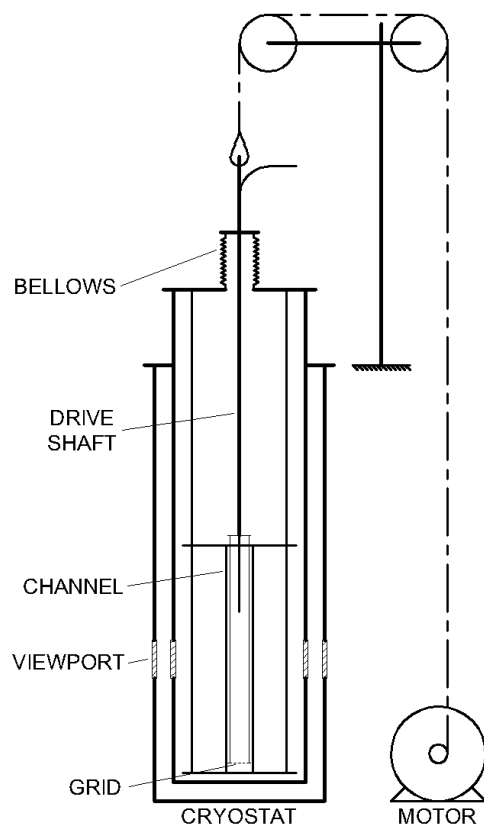 BELLOWS
DRIVE
SHAFT
CHANNEL
VIEWPORT
GRID
CRYOSTAT
MOTOR